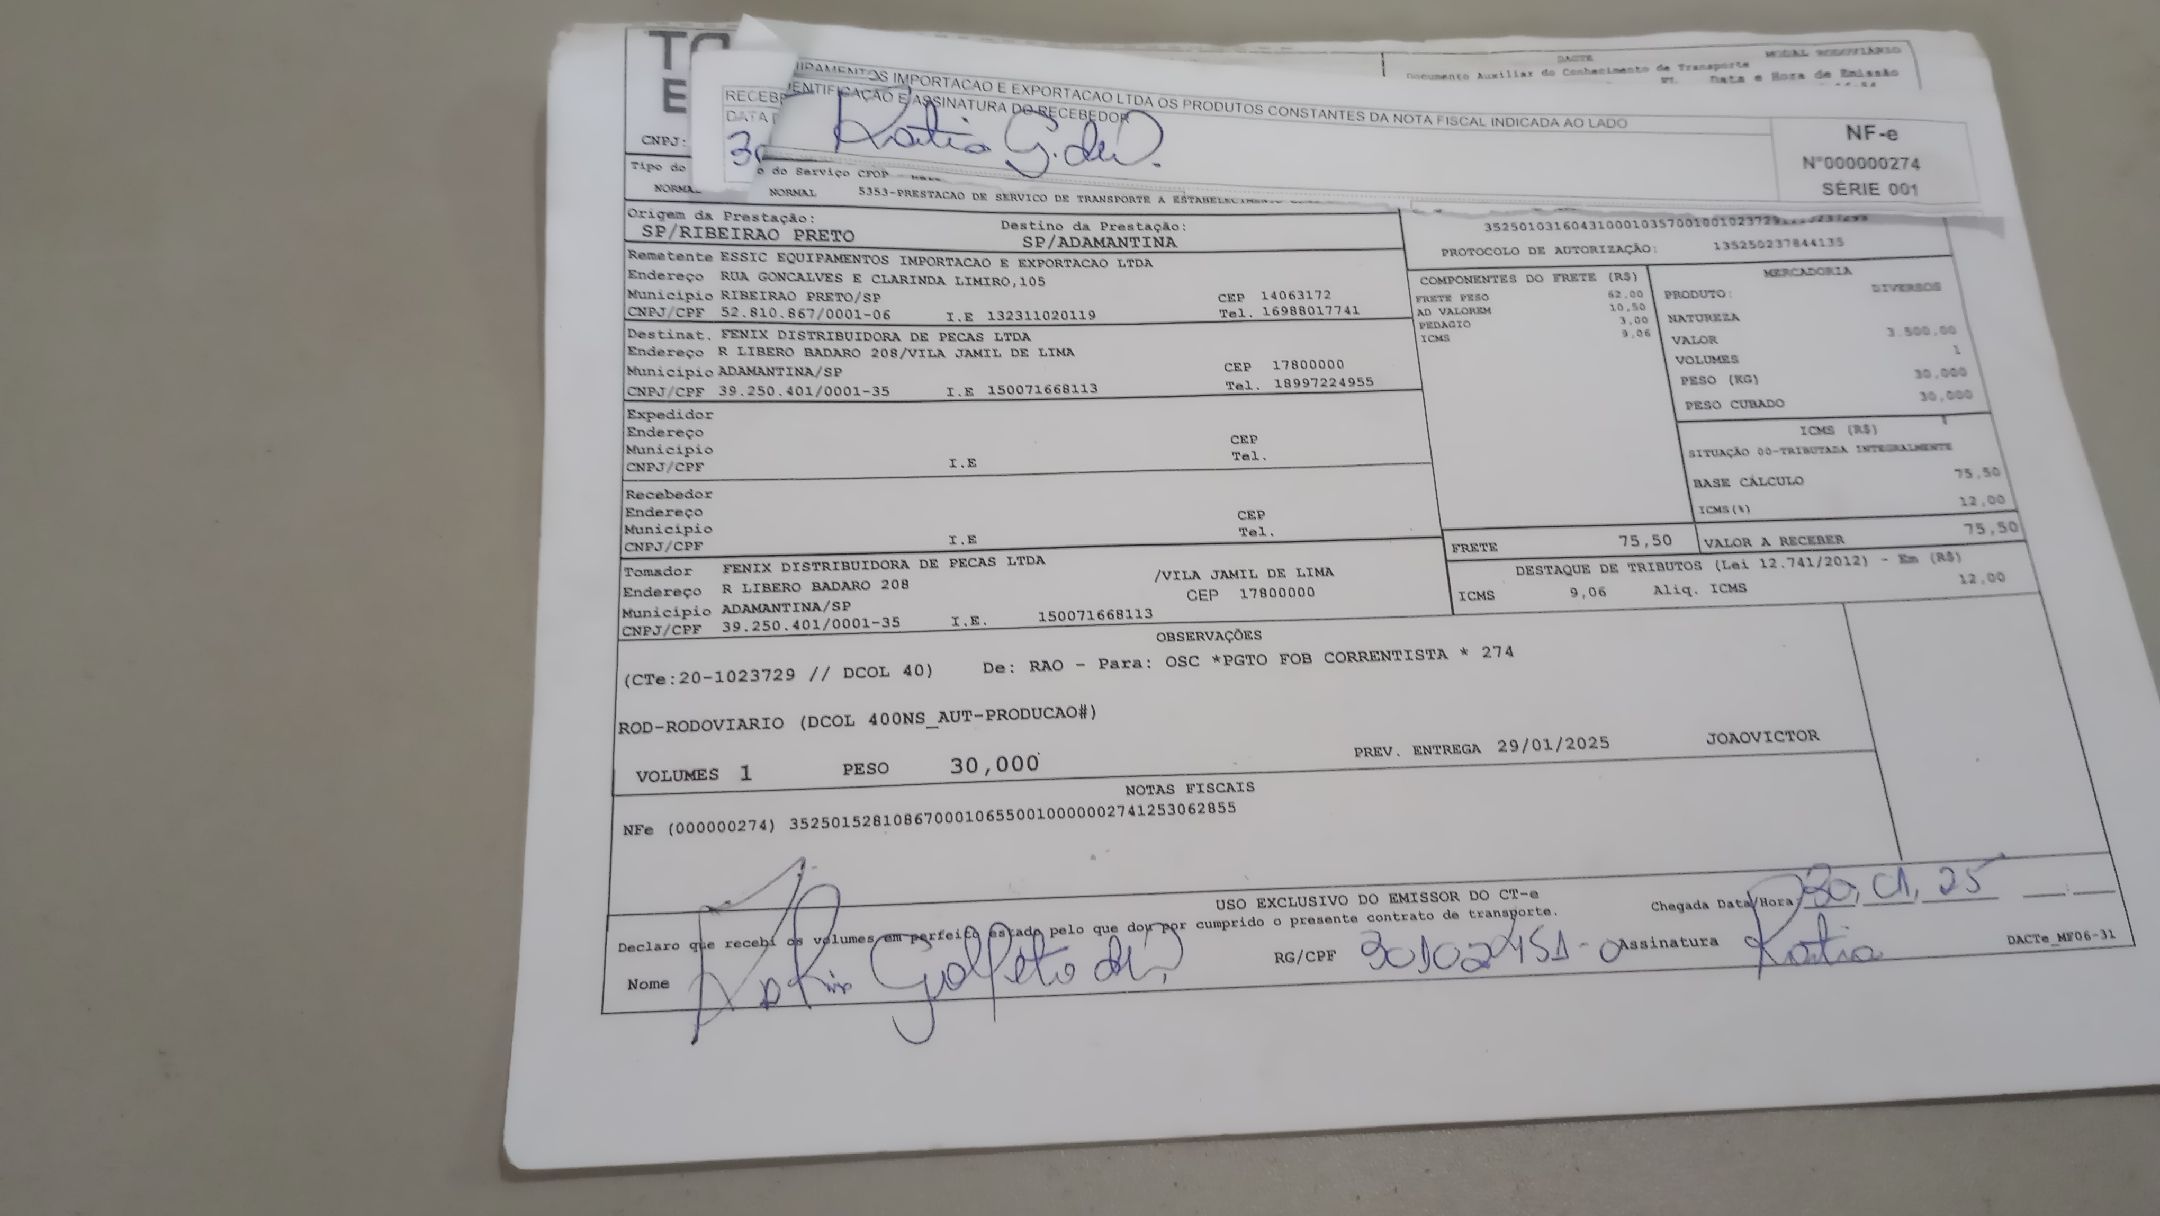 DACTE MODAL RODOVIÁRIO
Documento Auxiliar do Conhecimento de Transporte
Data e Hora de Emissão
IMPORTACAO E EXPORTACAO LTDA OS PRODUTOS CONSTANTES DA NOTA FISCAL INDICADA AO LADO
ASSINATURA DO RECEBEDOR
Katia G.
NF-e
Nº000000274
SÉRIE 001
CNPJ:
Tipo do
do Serviço CFOP
NORMAL NORMAL 5353-PRESTACAO DE SERVICO DE TRANSPORTE A
Origem da Prestação:
SP/RIBEIRAO PRETO
Destino da Prestação:
SP/ADAMANTINA
PROTOCOLO DE AUTORIZAÇÃO: 135250237844135
Remetente ESSIC EQUIPAMENTOS IMPORTACAO E EXPORTACAO LTDA
Endereço RUA GONCALVES E CLARINDA LIMIRO,105
Municipio RIBEIRAO PRETO/SP CEP 14063172
CNPJ/CPF 52.810.867/0001-06 I.E 132311020119 Tel. 16988017741
Destinat. FENIX DISTRIBUIDORA DE PECAS LTDA
Endereço R LIBERO BADARO 208/VILA JAMIL DE LIMA
Municipio ADAMANTINA/SP CEP 17800000
CNPJ/CPF 39.250.401/0001-35 I.E 150071668113 Tel. 18997224955
Expedidor
Endereço
Municipio CEP
CNPJ/CPF I.E Tel.
Recebedor
Endereço
Municipio CEP
CNPJ/CPF I.E Tel.
Tomador FENIX DISTRIBUIDORA DE PECAS LTDA
Endereço R LIBERO BADARO 208 /VILA JAMIL DE LIMA
Municipio ADAMANTINA/SP CEP 17800000
CNPJ/CPF 39.250.401/0001-35 I.E. 150071668113
COMPONENTES DO FRETE (R$)
FRETE PESO 62,00
AD VALOREM 10,50
PEDAGIO 3,00
ICMS 9,06
MERCADORIA
PRODUTO: DIVERSOS
NATUREZA
VALOR 3.500,00
VOLUMES 1
PESO (KG) 30,000
PESO CUBADO 30,000
ICMS (R$)
SITUAÇÃO 00-TRIBUTADA INTEGRALMENTE
BASE CÁLCULO 75,50
ICMS(%) 12,00
FRETE 75,50 VALOR A RECEBER 75,50
DESTAQUE DE TRIBUTOS (Lei 12.741/2012) - Em (R$)
ICMS 9,06 Aliq. ICMS 12,00
OBSERVAÇÕES
(CTe:20-1023729 // DCOL 40) De: RAO - Para: OSC *PGTO FOB CORRENTISTA * 274
ROD-RODOVIARIO (DCOL 400NS_AUT-PRODUCAO#)
VOLUMES 1 PESO 30,000 PREV. ENTREGA 29/01/2025 JOAOVICTOR
NOTAS FISCAIS
NFe (000000274) 35250152810867000106550010000002741253062855
USO EXCLUSIVO DO EMISSOR DO CT-e
Declaro que recebi os volumes em perfeito estado pelo que dou por cumprido o presente contrato de transporte.
Chegada Data/Hora 30, 01, 25
Nome Katia Golfeto
RG/CPF
Assinatura Katia
DACTe_MF06-31